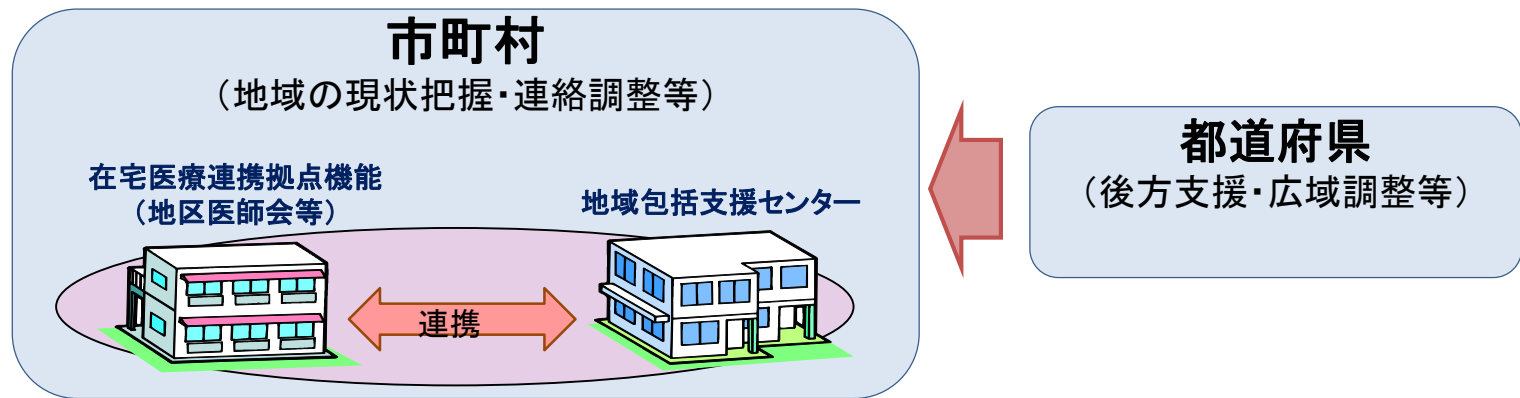 市町村
（地域の現状把握・連絡調整等）
在宅医療連携拠点機能
（地区医師会等）
地域包括支援センター
連携
都道府県
（後方支援・広域調整等）